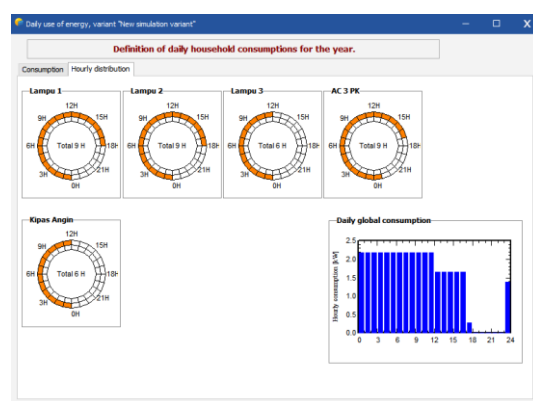 Daily use of energy, variant "New simulation variant"
Definition of daily household consumptions for the year.
Consumption Hourly distribution
Lampu 1
12H
9H 15H
6H Total 9 H 18H
3H 21H
0H
Lampu 2
12H
9H 15H
6H Total 9 H 18H
3H 21H
0H
Lampu 3
12H
9H 15H
6H Total 6 H 18H
3H 21H
0H
AC 3 PK
12H
9H 15H
6H Total 9 H 18H
3H 21H
0H
Kipas Angin
12H
9H 15H
6H Total 6 H 18H
3H 21H
0H
Daily global consumption
Hourly consumption [kW]
2.5
2.0
1.5
1.0
0.5
0.0
0 3 6 9 12 15 18 21 24